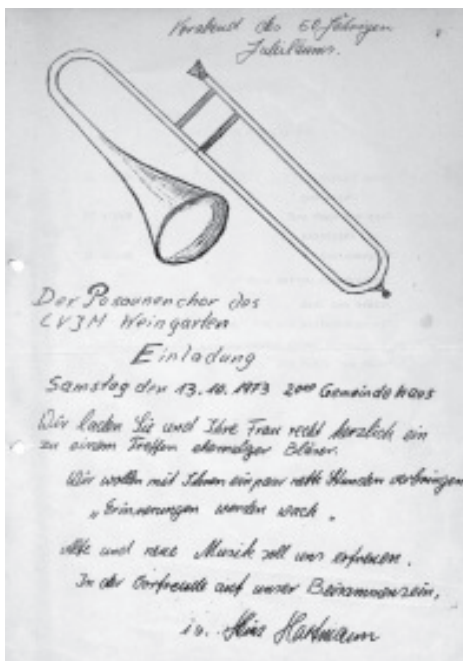 Vorabend des 50 Jährigen
Jubiläums.
Der Posaunenchor des
CVJM Weingarten
Einladung
Samstag den 13.10.1973 20°° Gemeindehaus
Wir laden Sie und Ihre Frau recht herzlich ein
zu einem Treffen ehemaliger Bläser.
Wir wollen mit Ihnen ein paar nette Stunden verbringen
"Erinnerungen werden wach"
Alte und neue Musik soll uns erfreuen.
In der Vorfreude auf unser Beisammensein,
Hartmann